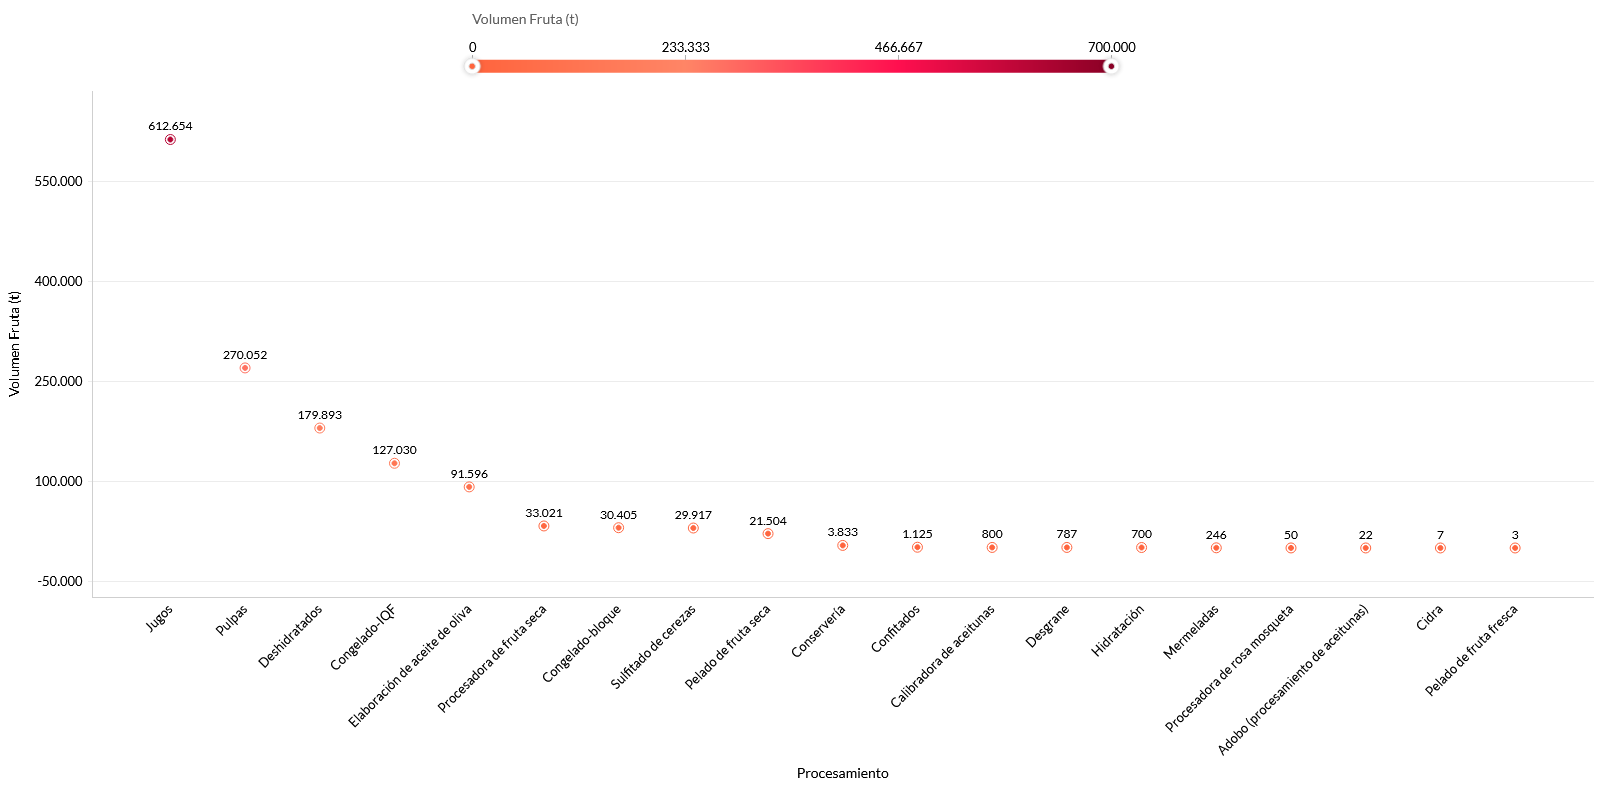 Volumen Fruta (t)
0 233.333 466.667 700.000
612.654
550.000
400.000
270.052
250.000
179.893
127.030
91.596
100.000
33.021
30.405
29.917
21.504
3.833
1.125
800
787
700
246
50
22
7
3
-50.000
Volumen Fruta (t)
Jugos
Pulpas
Deshidratados
Congelado-IQF
Elaboración de aceite de oliva
Procesadora de fruta seca
Congelado-bloque
Sulfitado de cerezas
Pelado de fruta seca
Conservería
Confitados
Calibradora de aceitunas
Desgrane
Hidratación
Mermeladas
Procesadora de rosa mosqueta
Adobo (procesamiento de aceitunas)
Cidra
Pelado de fruta fresca
Procesamiento